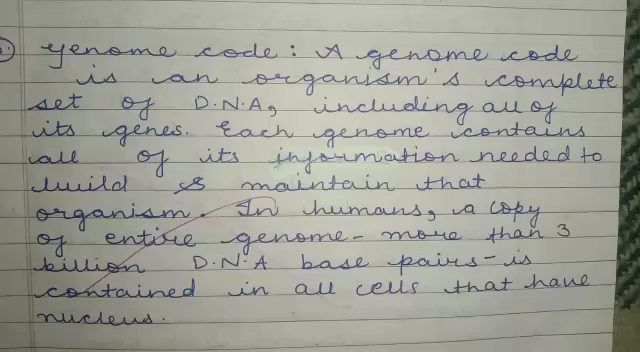 genome code : A genome code
is an organism's complete
set of D.N.A, including all of
its genes. Each genome contains
all of its information needed to
build & maintain that
organism. In humans, a copy
of entire genome - more than 3
billion D.N.A base pairs - is
contained in all cells that have
nucleus.